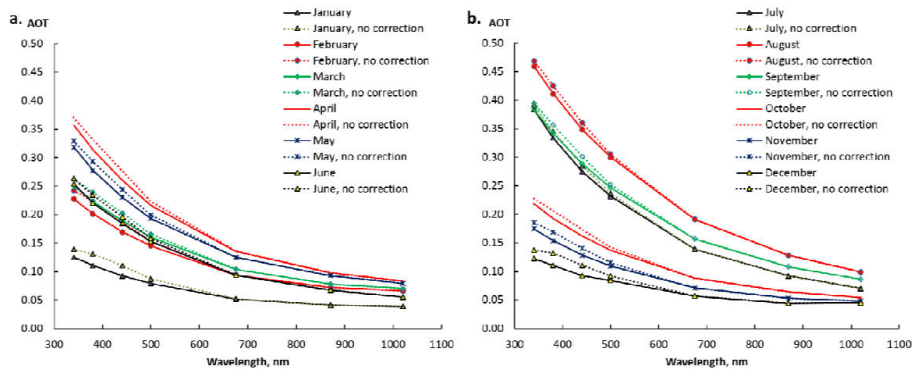 a.
AOT
January
January, no correction
February
February, no correction
March
March, no correction
April
April, no correction
May
May, no correction
June
June, no correction
0.50
0.45
0.40
0.35
0.30
0.25
0.20
0.15
0.10
0.05
0.00
300 400 500 600 700 800 900 1000 1100
Wavelength, nm
b.
AOT
July
July, no correction
August
August, no correction
September
September, no correction
October
October, no correction
November
November, no correction
December
December, no correction
0.50
0.45
0.40
0.35
0.30
0.25
0.20
0.15
0.10
0.05
0.00
300 400 500 600 700 800 900 1000 1100
Wavelength, nm